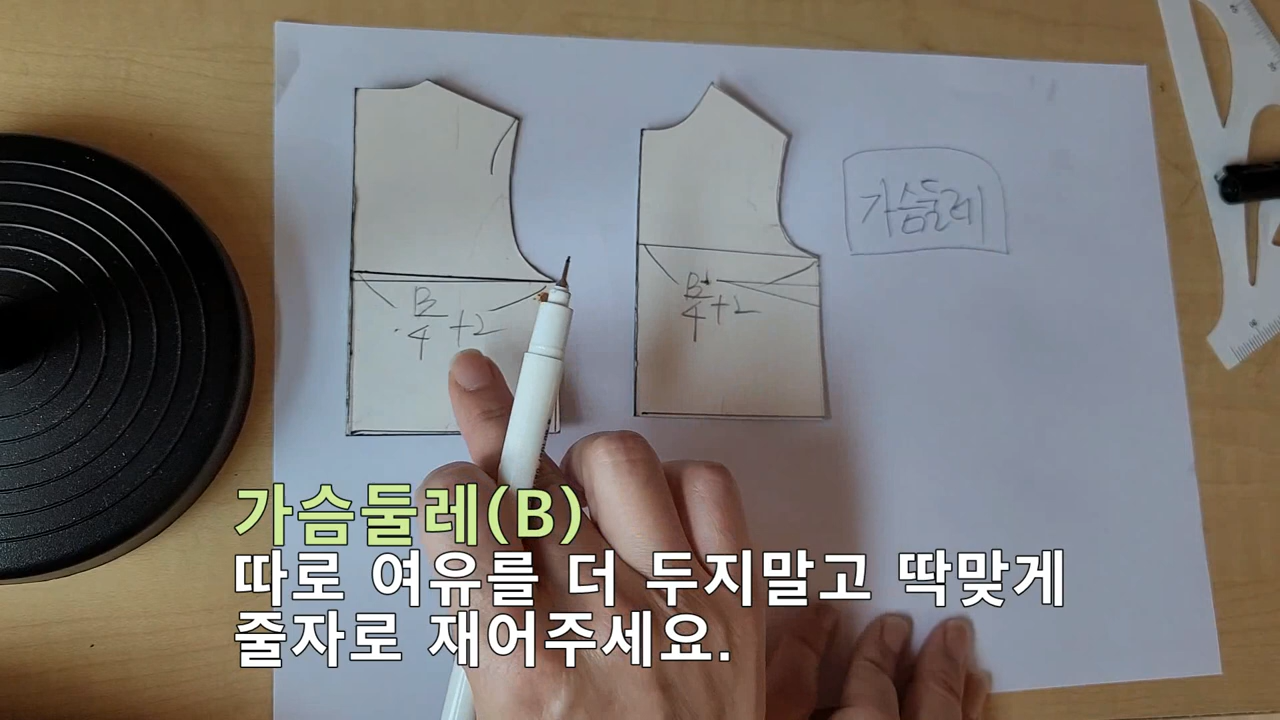 가슴둘레
B/4 +2
B/4 +2
가슴둘레(B)
따로 여유를 더 두지말고 딱맞게
줄자로 재어주세요.